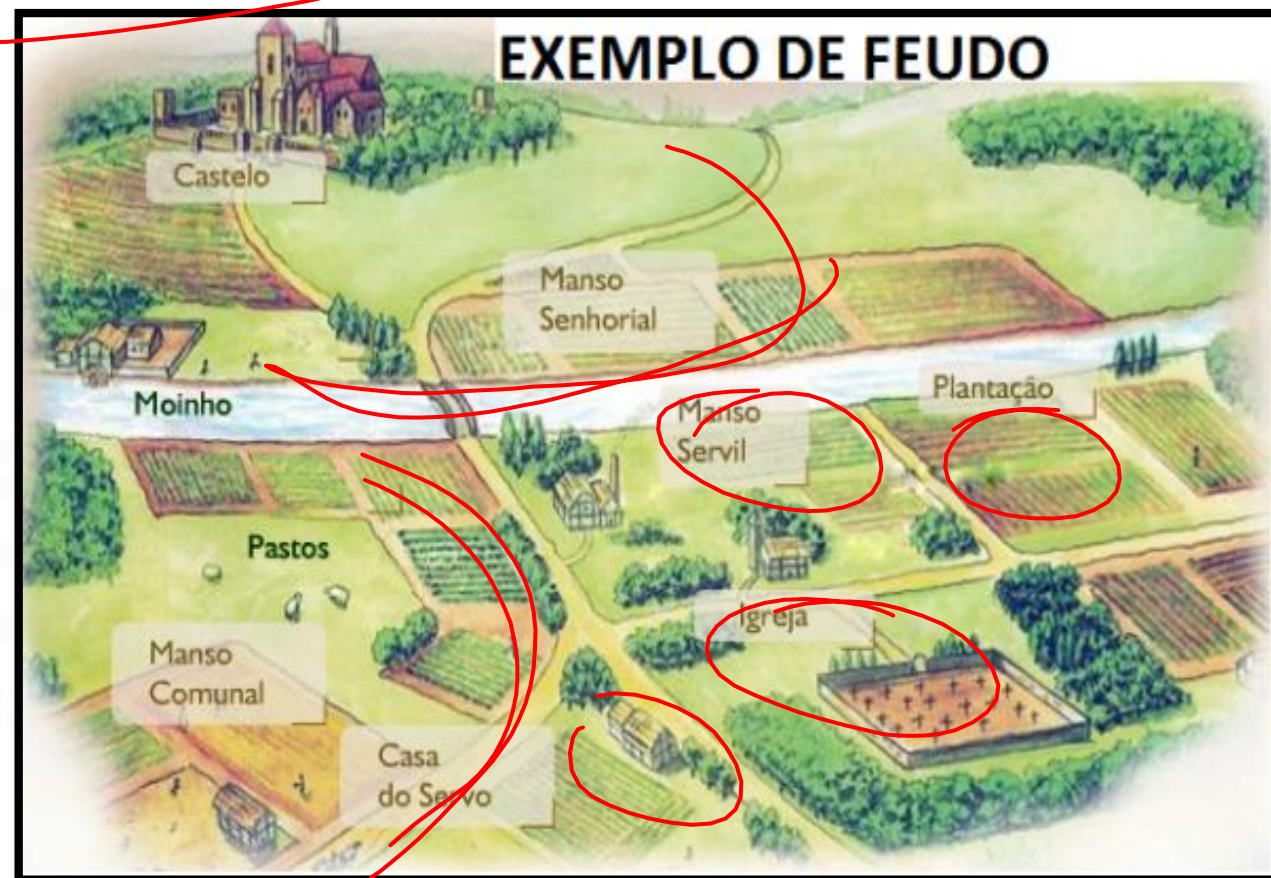 EXEMPLO DE FEUDO
Castelo
Manso
Senhorial
Moinho
Plantação
Manso
Servil
Pastos
Igreja
Manso
Comunal
Casa
do Servo